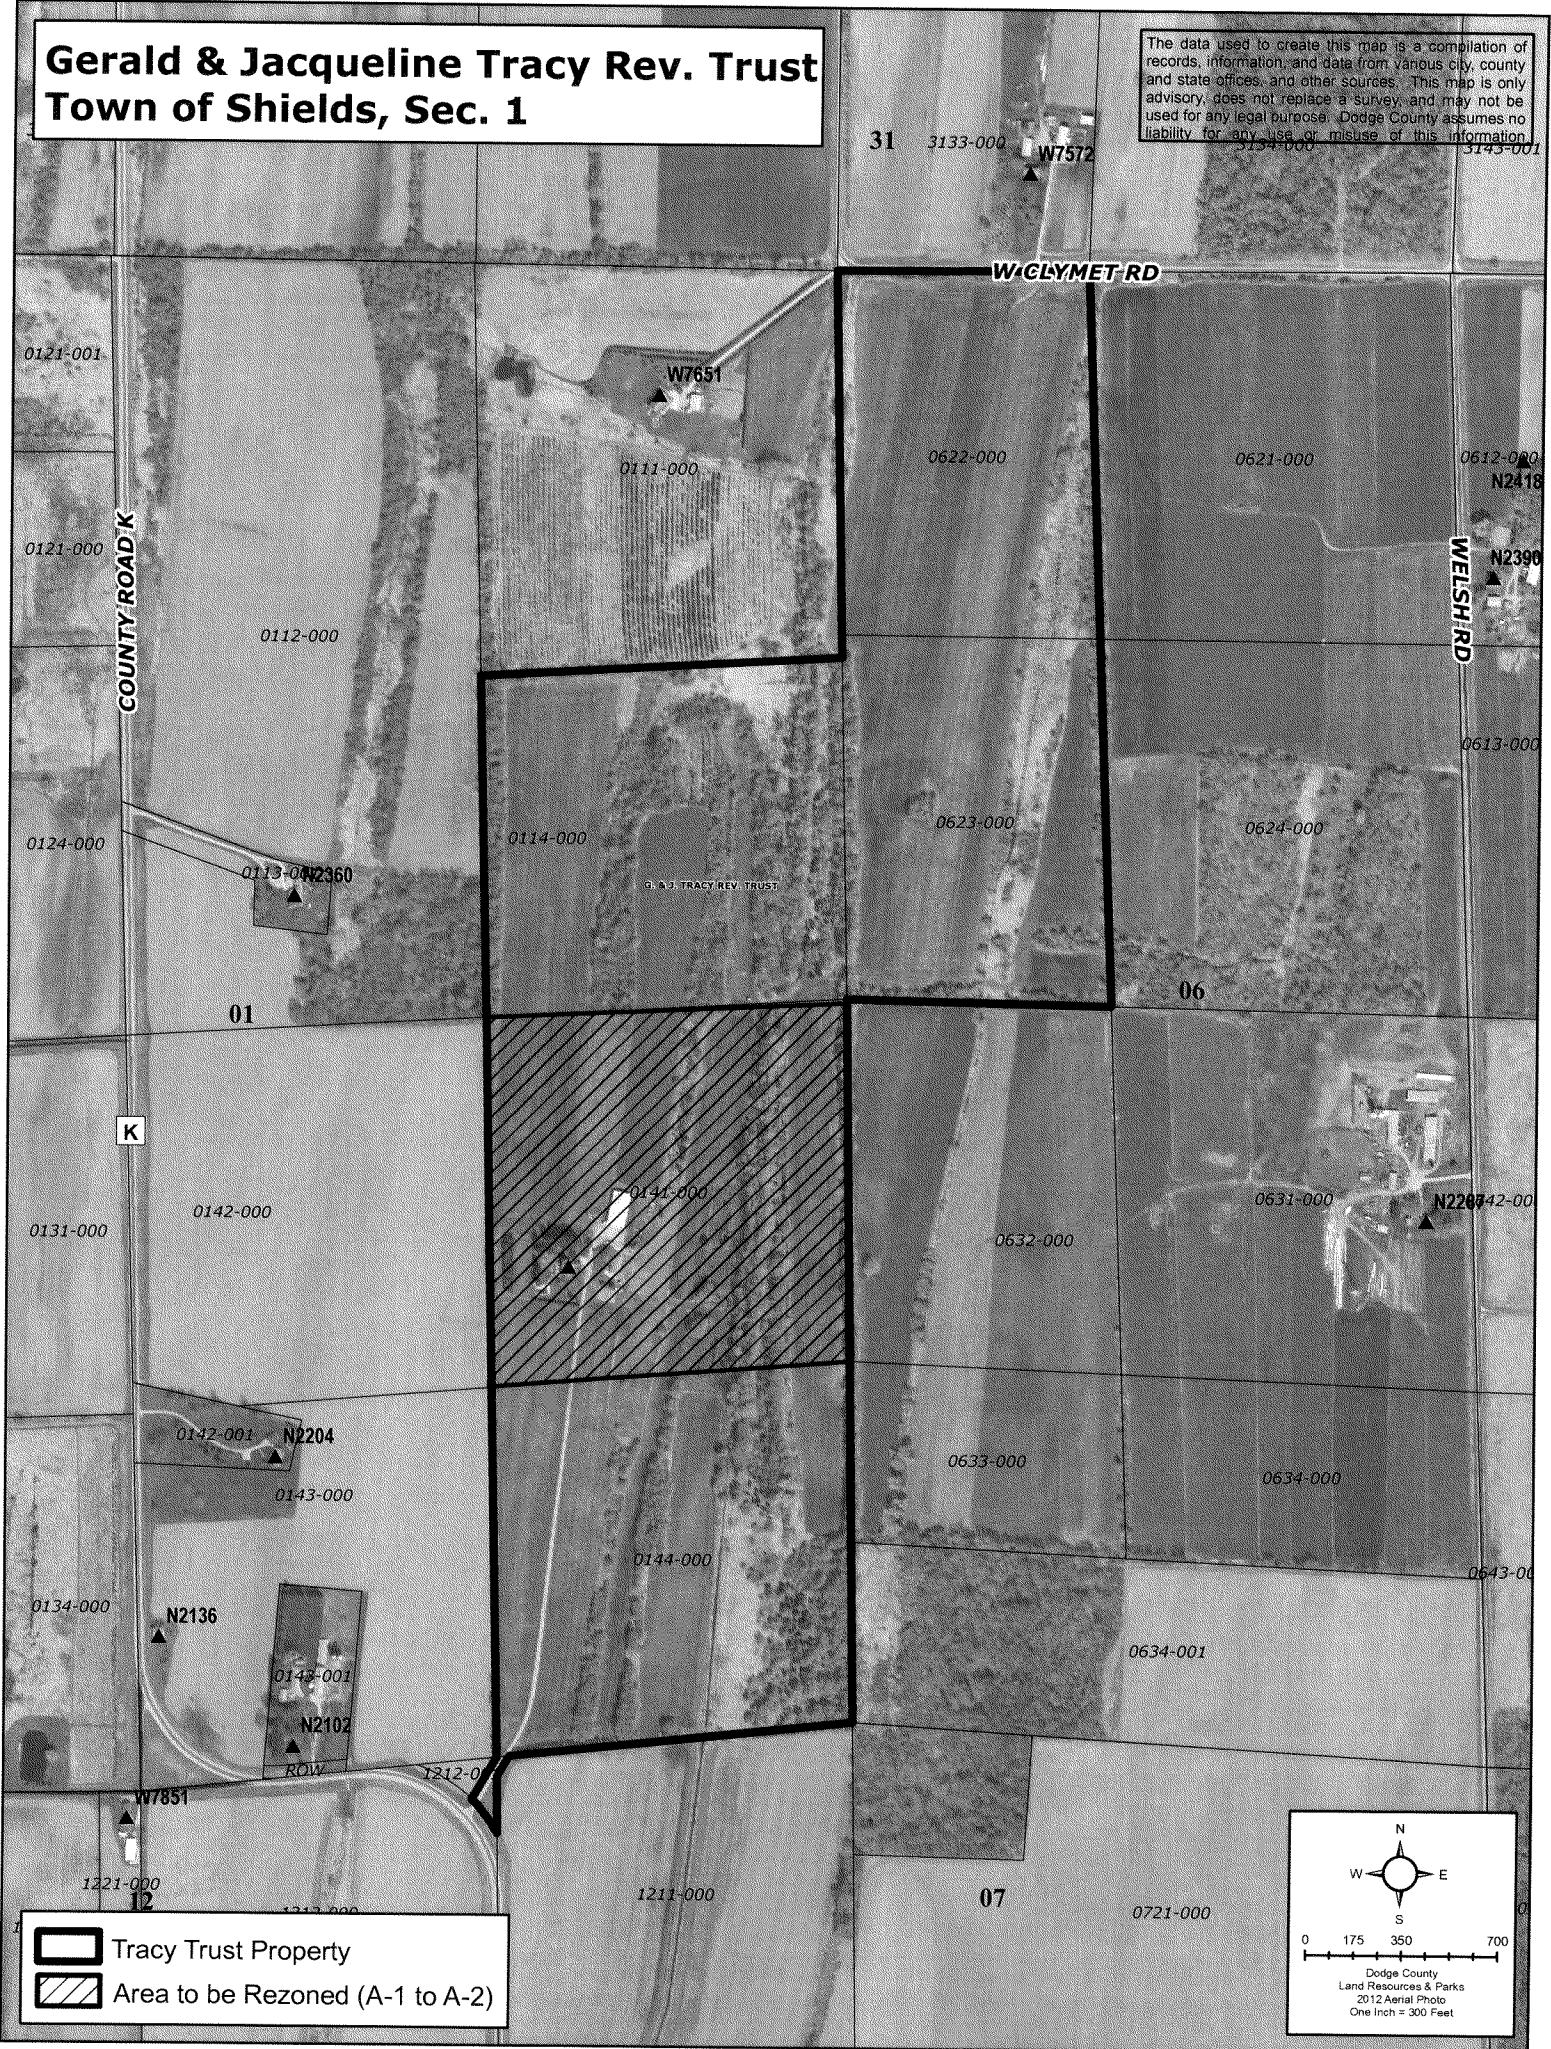 Gerald & Jacqueline Tracy Rev. Trust
Town of Shields, Sec. 1
The data used to create this map is a compilation of
records, information, and data from various city, county
and state offices, and other sources. This map is only
advisory, does not replace a survey, and may not be
used for any legal purpose. Dodge County assumes no
liability for any use or misuse of this information
31
3133-000
W7572
3134-000
3143-001
W CLYMET RD
0121-001
W7651
0111-000
0622-000
0621-000
0612-000
N2418
0121-000
COUNTY ROAD K
WELSH RD
N2390
0112-000
0613-000
0124-000
0114-000
0623-000
0624-000
N2360
G. & J. TRACY REV. TRUST
01
06
K
0131-000
0142-000
0141-000
0632-000
0631-000
0142-001
N2204
0143-000
0633-000
0634-000
0144-000
0134-000
N2136
0634-001
0143-001
N2102
ROW
W7851
1221-000
12
1211-000
07
0721-000
Tracy Trust Property
Area to be Rezoned (A-1 to A-2)
N
W E
S
0 175 350 700
Dodge County
Land Resources & Parks
2012 Aerial Photo
One Inch = 300 Feet